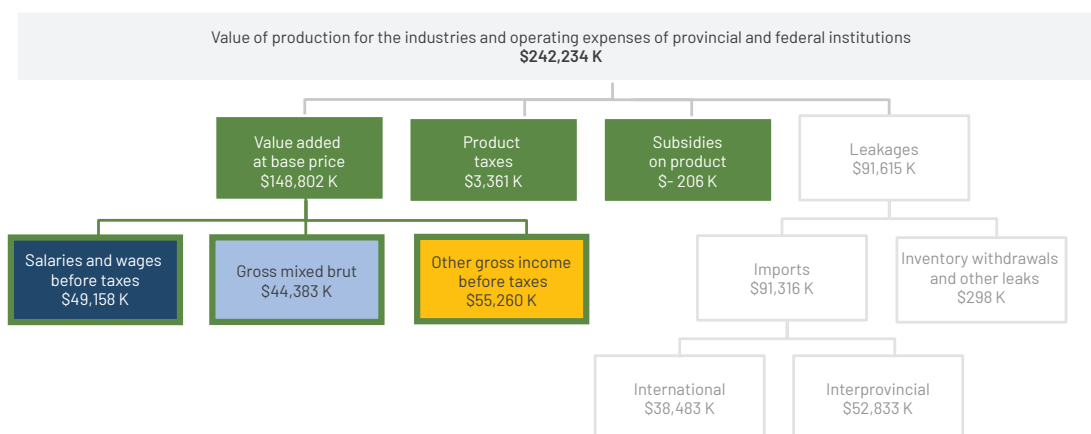 Value of production for the industries and operating expenses of provincial and federal institutions
$242,234 K
Value added
at base price
$148,802 K
Product
taxes
$3,361 K
Subsidies
on product
$- 206 K
Leakages
$91,615 K
Salaries and wages
before taxes
$49,158 K
Gross mixed brut
$44,383 K
Other gross income
before taxes
$55,260 K
Imports
$91,316 K
Inventory withdrawals
and other leaks
$298 K
International
$38,483 K
Interprovincial
$52,833 K